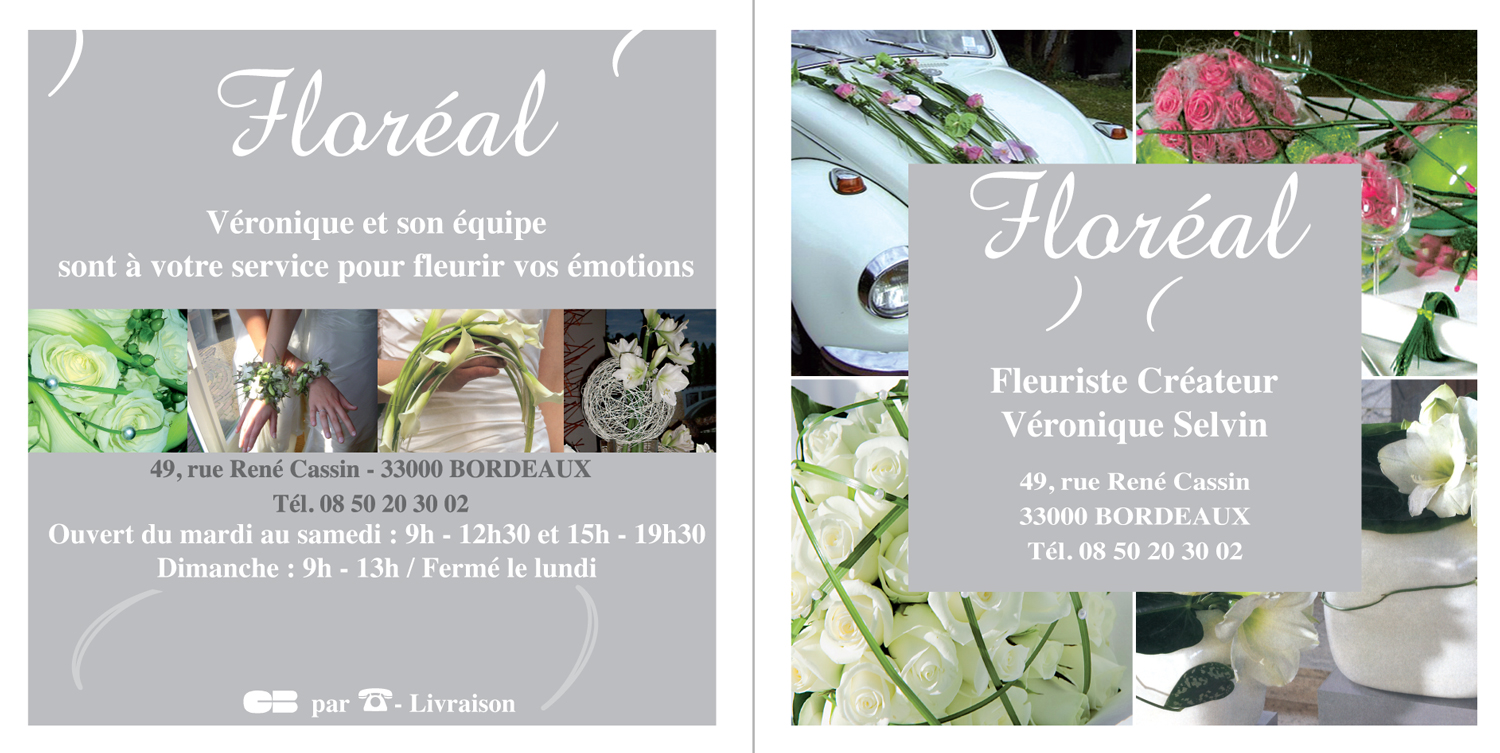 Floréal
Véronique et son équipe
sont à votre service pour fleurir vos émotions
49, rue René Cassin - 33000 BORDEAUX
Tél. 08 50 20 30 02
Ouvert du mardi au samedi : 9h - 12h30 et 15h - 19h30
Dimanche : 9h - 13h / Fermé le lundi
CB par ☎ - Livraison
Floréal
Fleuriste Créateur
Véronique Selvin
49, rue René Cassin
33000 BORDEAUX
Tél. 08 50 20 30 02